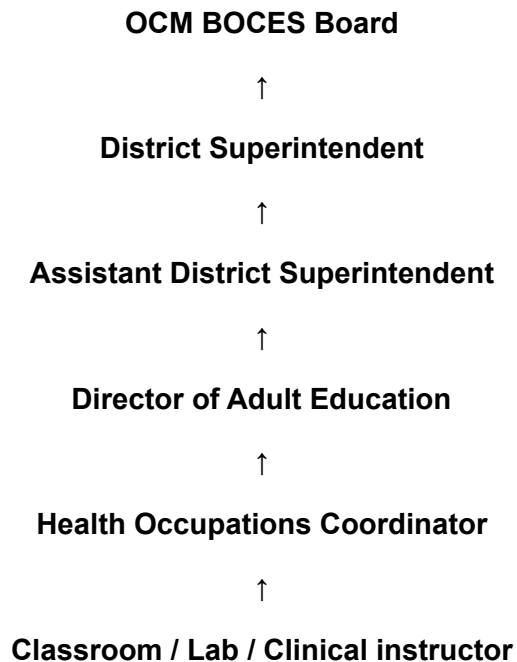 OCM BOCES Board
↑
District Superintendent
↑
Assistant District Superintendent
↑
Director of Adult Education
↑
Health Occupations Coordinator
↑
Classroom / Lab / Clinical instructor